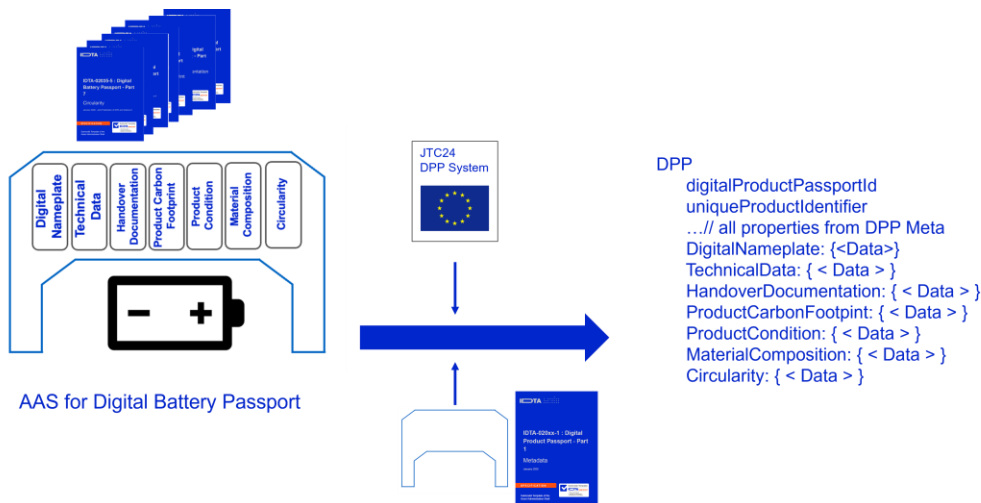 IDTA
IDTA-02035-5 : Digital
Battery Passport - Part
7
Circularity
Digital
Nameplate
Technical
Data
Handover
Documentation
Product Carbon
Footprint
Product
Condition
Material
Composition
Circularity
AAS for Digital Battery Passport
JTC24
DPP System
IDTA
IDTA-020xx-1 : Digital
Product Passport - Part
1
Metadata
DPP
digitalProductPassportId
uniqueProductIdentifier
...// all properties from DPP Meta
DigitalNameplate: {<Data>}
TechnicalData: { < Data > }
HandoverDocumentation: { < Data > }
ProductCarbonFootpint: { < Data > }
ProductCondition: { < Data > }
MaterialComposition: { < Data > }
Circularity: { < Data > }